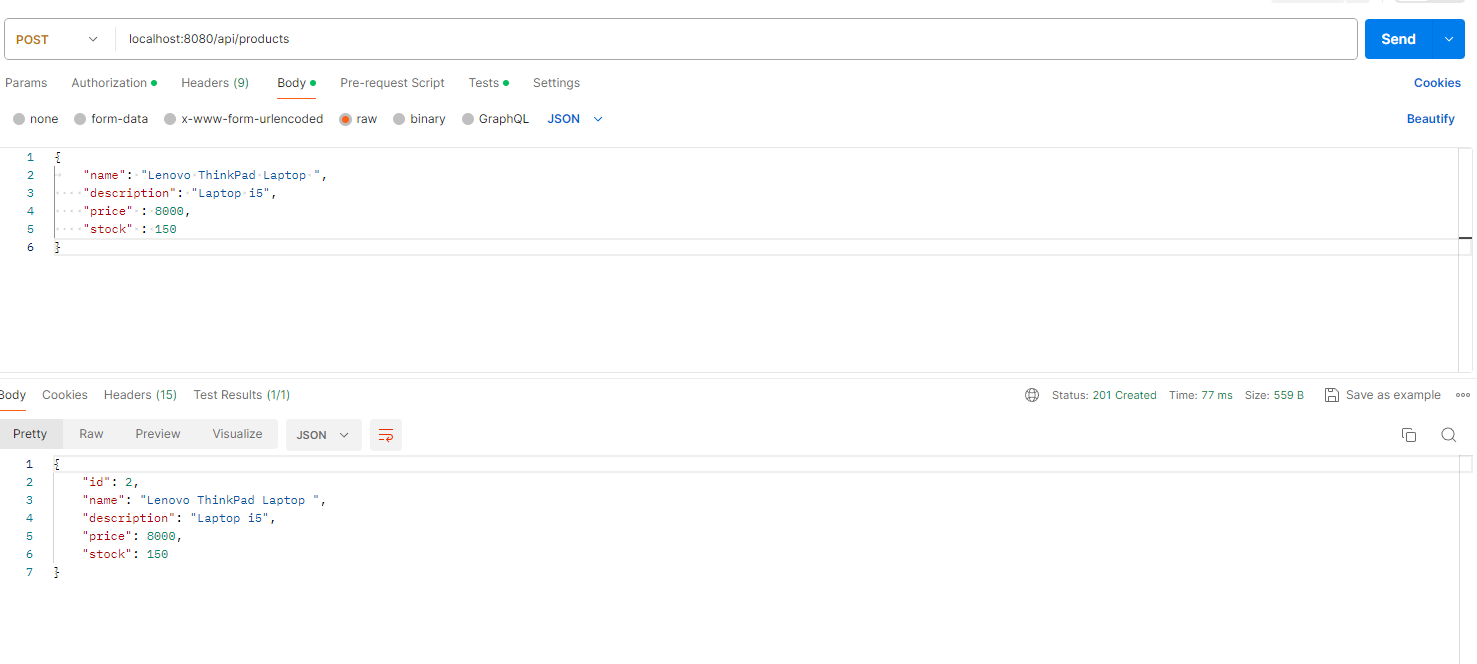 POST localhost:8080/api/products Send
Params Authorization Headers (9) Body Pre-request Script Tests Settings Cookies
none form-data x-www-form-urlencoded raw binary GraphQL JSON Beautify
1 {
2 "name": "Lenovo ThinkPad Laptop ",
3 "description": "Laptop i5",
4 "price" : 8000,
5 "stock" : 150
6 }
Body Cookies Headers (15) Test Results (1/1) Status: 201 Created Time: 77 ms Size: 559 B Save as example
Pretty Raw Preview Visualize JSON
1 {
2 "id": 2,
3 "name": "Lenovo ThinkPad Laptop ",
4 "description": "Laptop i5",
5 "price": 8000,
6 "stock": 150
7 }